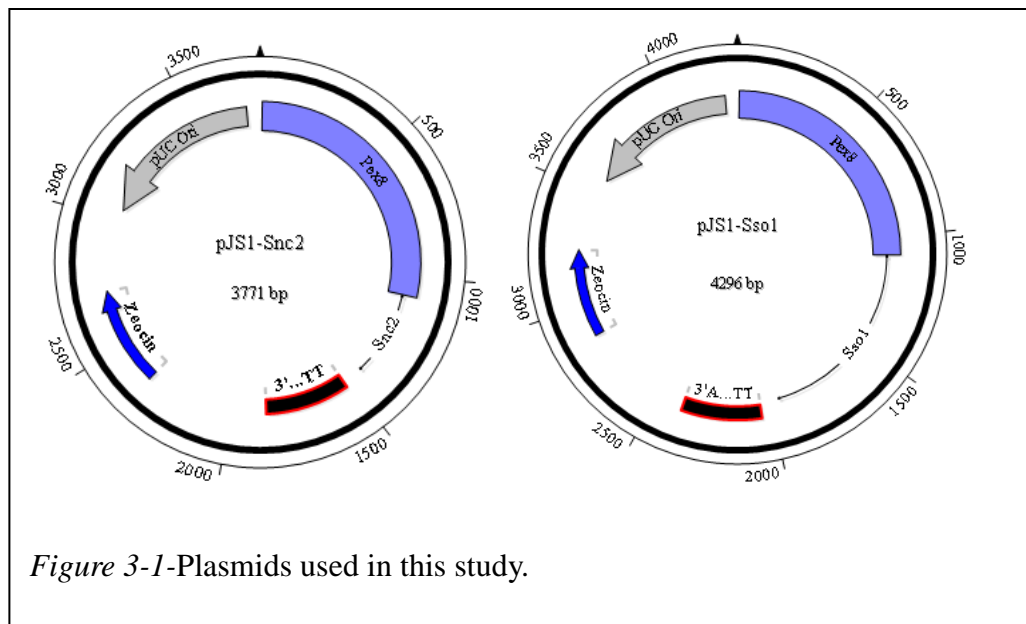 3500
500
1000
1500
2000
2500
3000
pUC Ori
Pex8
pJS1-Snc2
3771 bp
Snc2
3'...TT
Zeocin
4000
500
1000
1500
2000
2500
3000
3500
pUC Ori
Pex8
pJS1-Sso1
4296 bp
Sso1
3'A...TT
Zeocin
Figure 3-1-Plasmids used in this study.